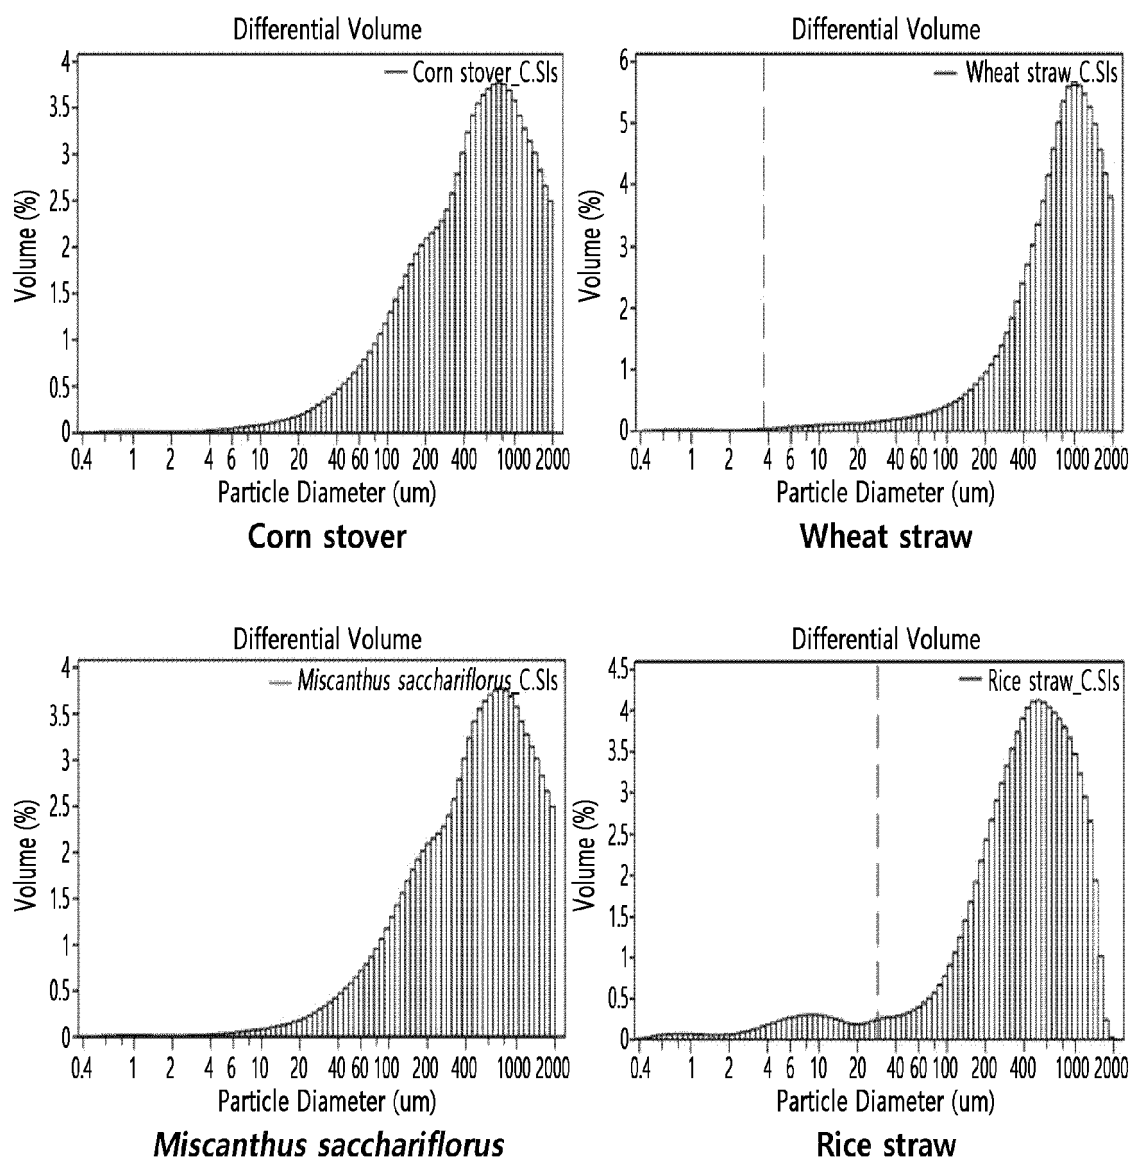 Differential Volume
4
3.5
3
2.5
2
1.5
1
0.5
0
Volume (%)
Corn stover_C.SIs
0.4 1 2 4 6 10 20 40 60 100 200 400 1000 2000
Particle Diameter (um)
Corn stover
Differential Volume
6
5
4
3
2
1
0
Volume (%)
Wheat straw_C.SIs
0.4 1 2 4 6 10 20 40 60 100 200 400 1000 2000
Particle Diameter (um)
Wheat straw
Differential Volume
4
3.5
3
2.5
2
1.5
1
0.5
0
Volume (%)
Miscanthus sacchariflorus_C.SIs
0.4 1 2 4 6 10 20 40 60 100 200 400 1000 2000
Particle Diameter (um)
Miscanthus sacchariflorus
Differential Volume
4.5
4
3.5
3
2.5
2
1.5
1
0.5
0
Volume (%)
Rice straw_C.SIs
0.4 1 2 4 6 10 20 40 60 100 200 400 1000 2000
Particle Diameter (um)
Rice straw